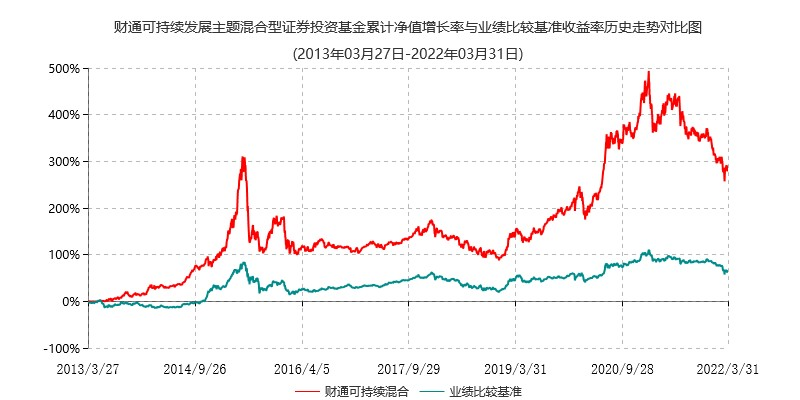 财通可持续发展主题混合型证券投资基金累计净值增长率与业绩比较基准收益率历史走势对比图
(2013年03月27日-2022年03月31日)
500%
400%
300%
200%
100%
0%
-100%
2013/3/27 2014/9/26 2016/4/5 2017/9/29 2019/3/31 2020/9/28 2022/3/31
财通可持续混合 业绩比较基准